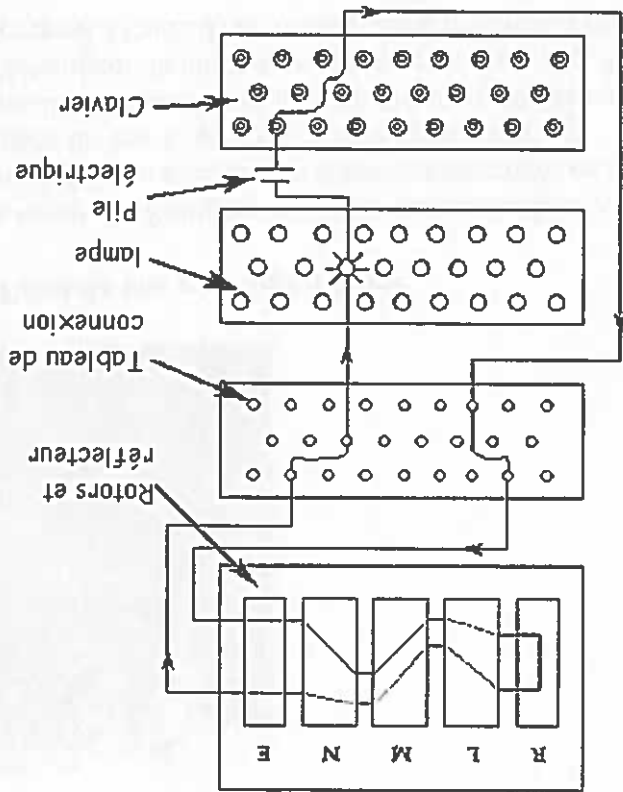 R L M N E
Rotors et
réflecteur
Tableau de
connexion
lampe
Pile
électrique
Clavier